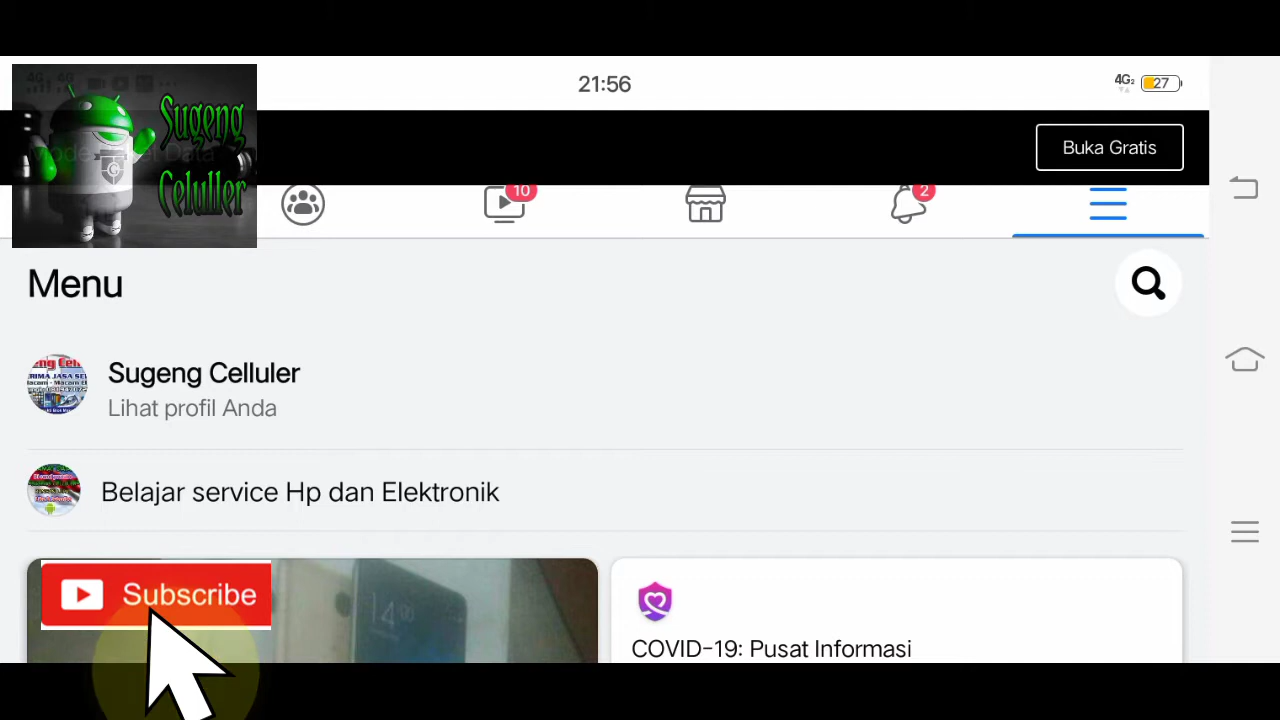 21:56
4G
27
Sugeng
Celuller
Buka Gratis
10
2
Menu
Sugeng Celluler
Lihat profil Anda
Belajar service Hp dan Elektronik
Subscribe
COVID-19: Pusat Informasi